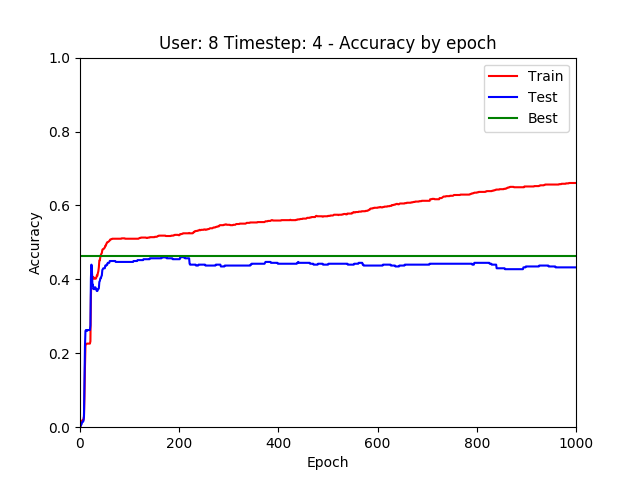 User: 8 Timestep: 4 - Accuracy by epoch
1.0
0.8
0.6
0.4
0.2
0.0
Accuracy
Train
Test
Best
0 200 400 600 800 1000
Epoch